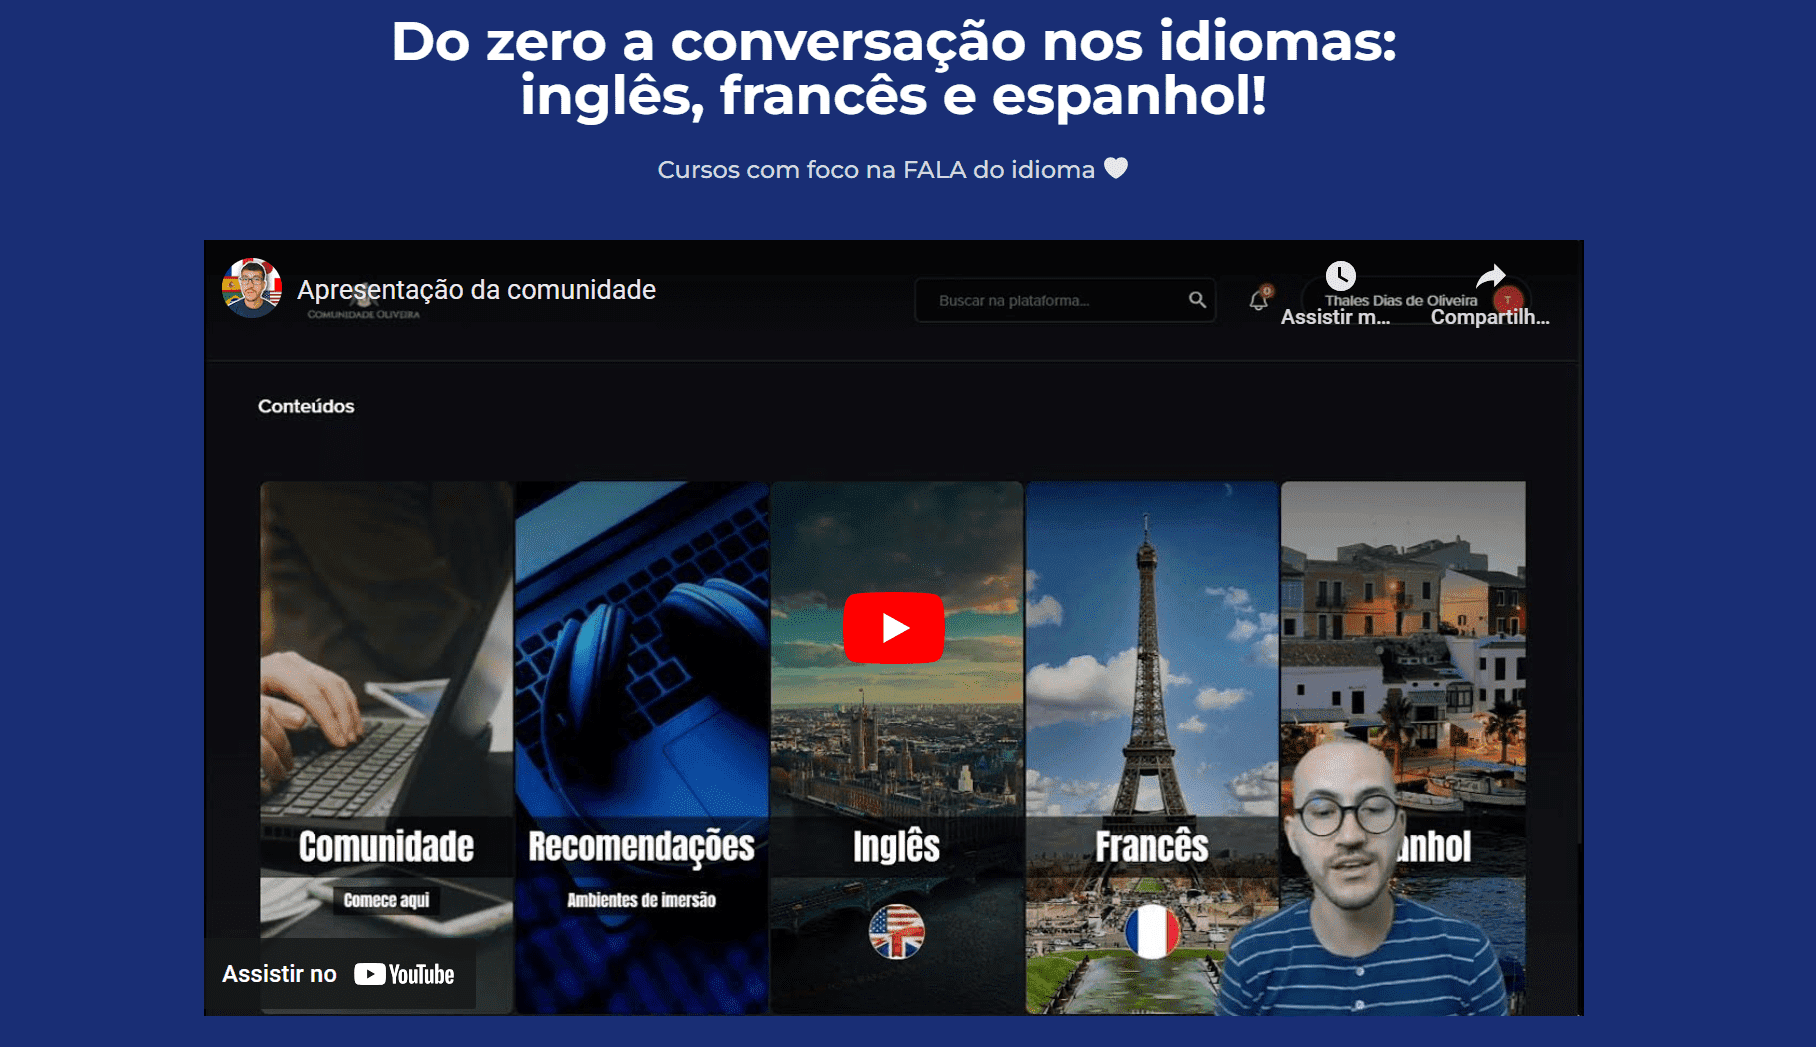 Do zero a conversação nos idiomas:
inglês, francês e espanhol!
Cursos com foco na FALA do idioma
Apresentação da comunidade
COMUNIDADE OLIVEIRA
Buscar na plataforma...
0
Thales Dias de Oliveira
T
Assistir m...
Compartilh...
Conteúdos
Comunidade
Comece aqui
Recomendações
Ambientes de imersão
Inglês
Francês
anhol
Assistir no YouTube